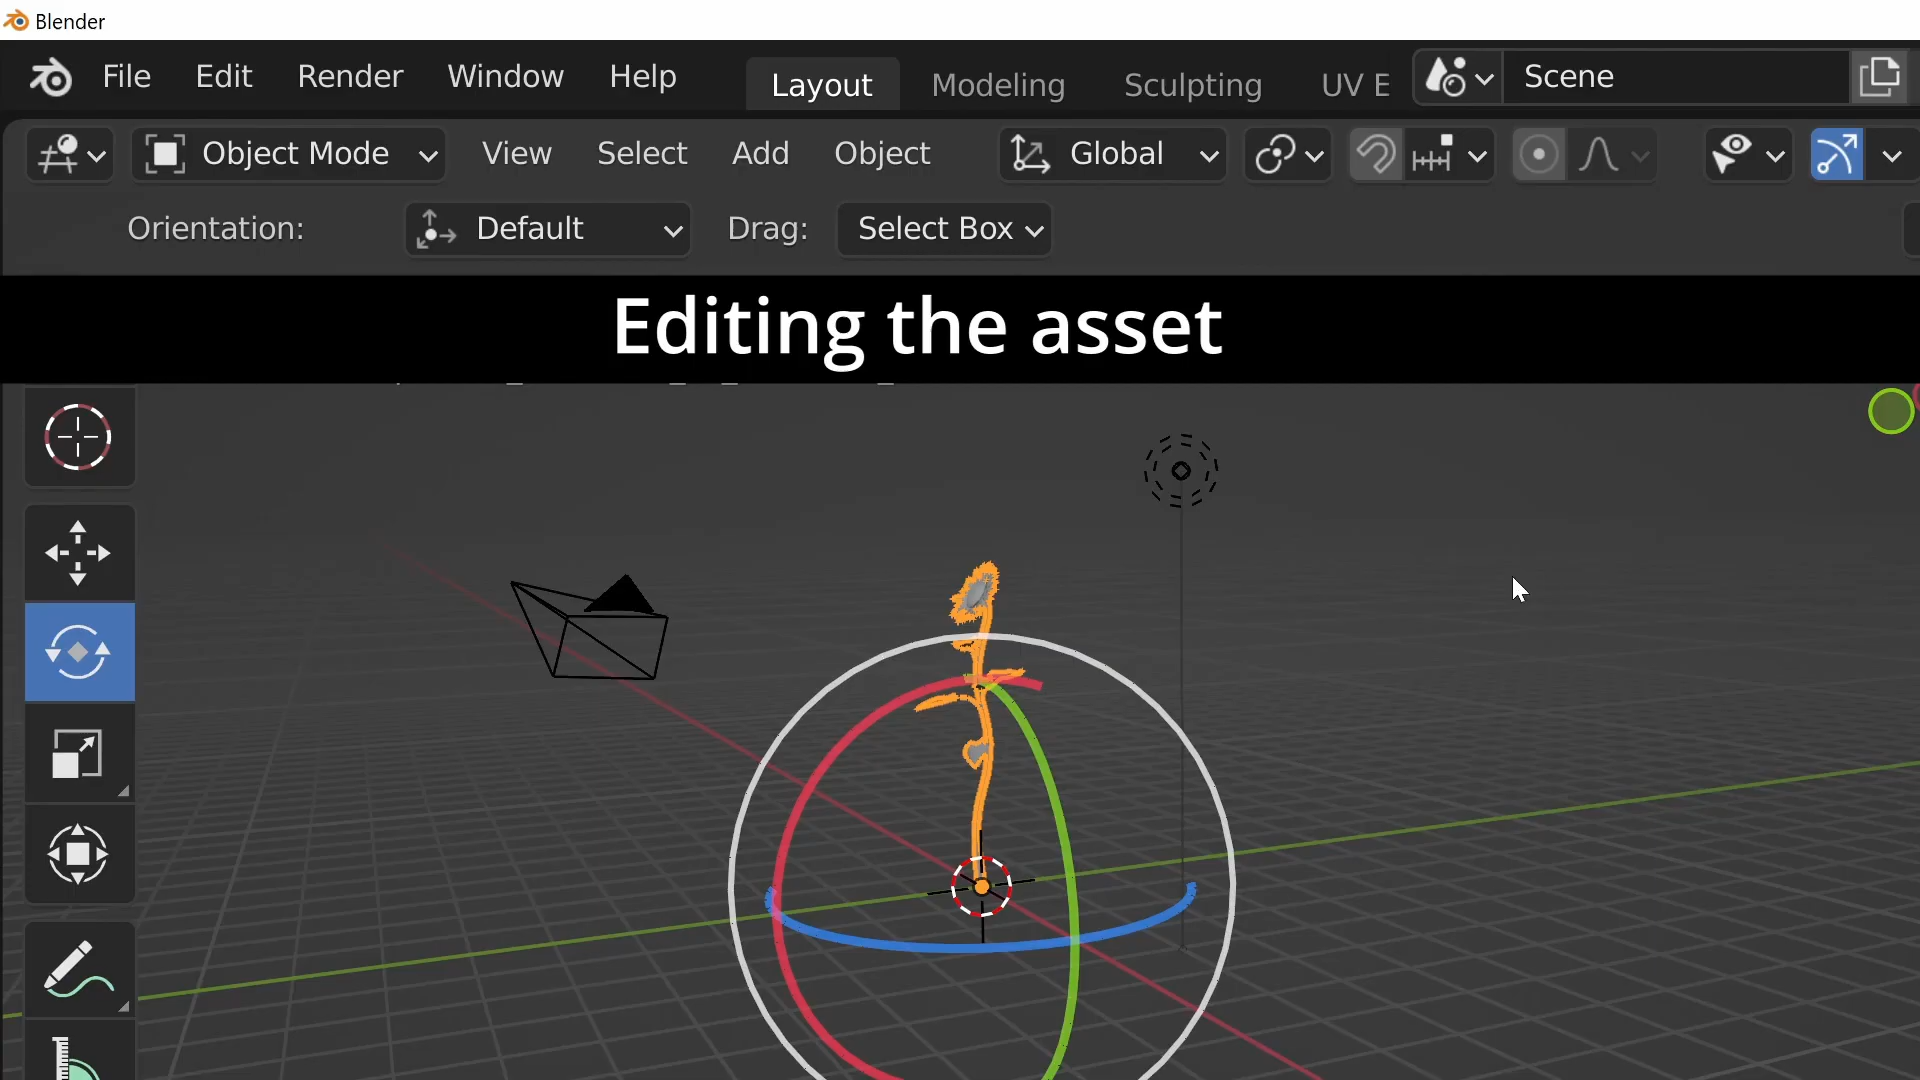 Blender
File Edit Render Window Help Layout Modeling Sculpting UV E Scene
Object Mode View Select Add Object Global
Orientation: Default Drag: Select Box
Editing the asset